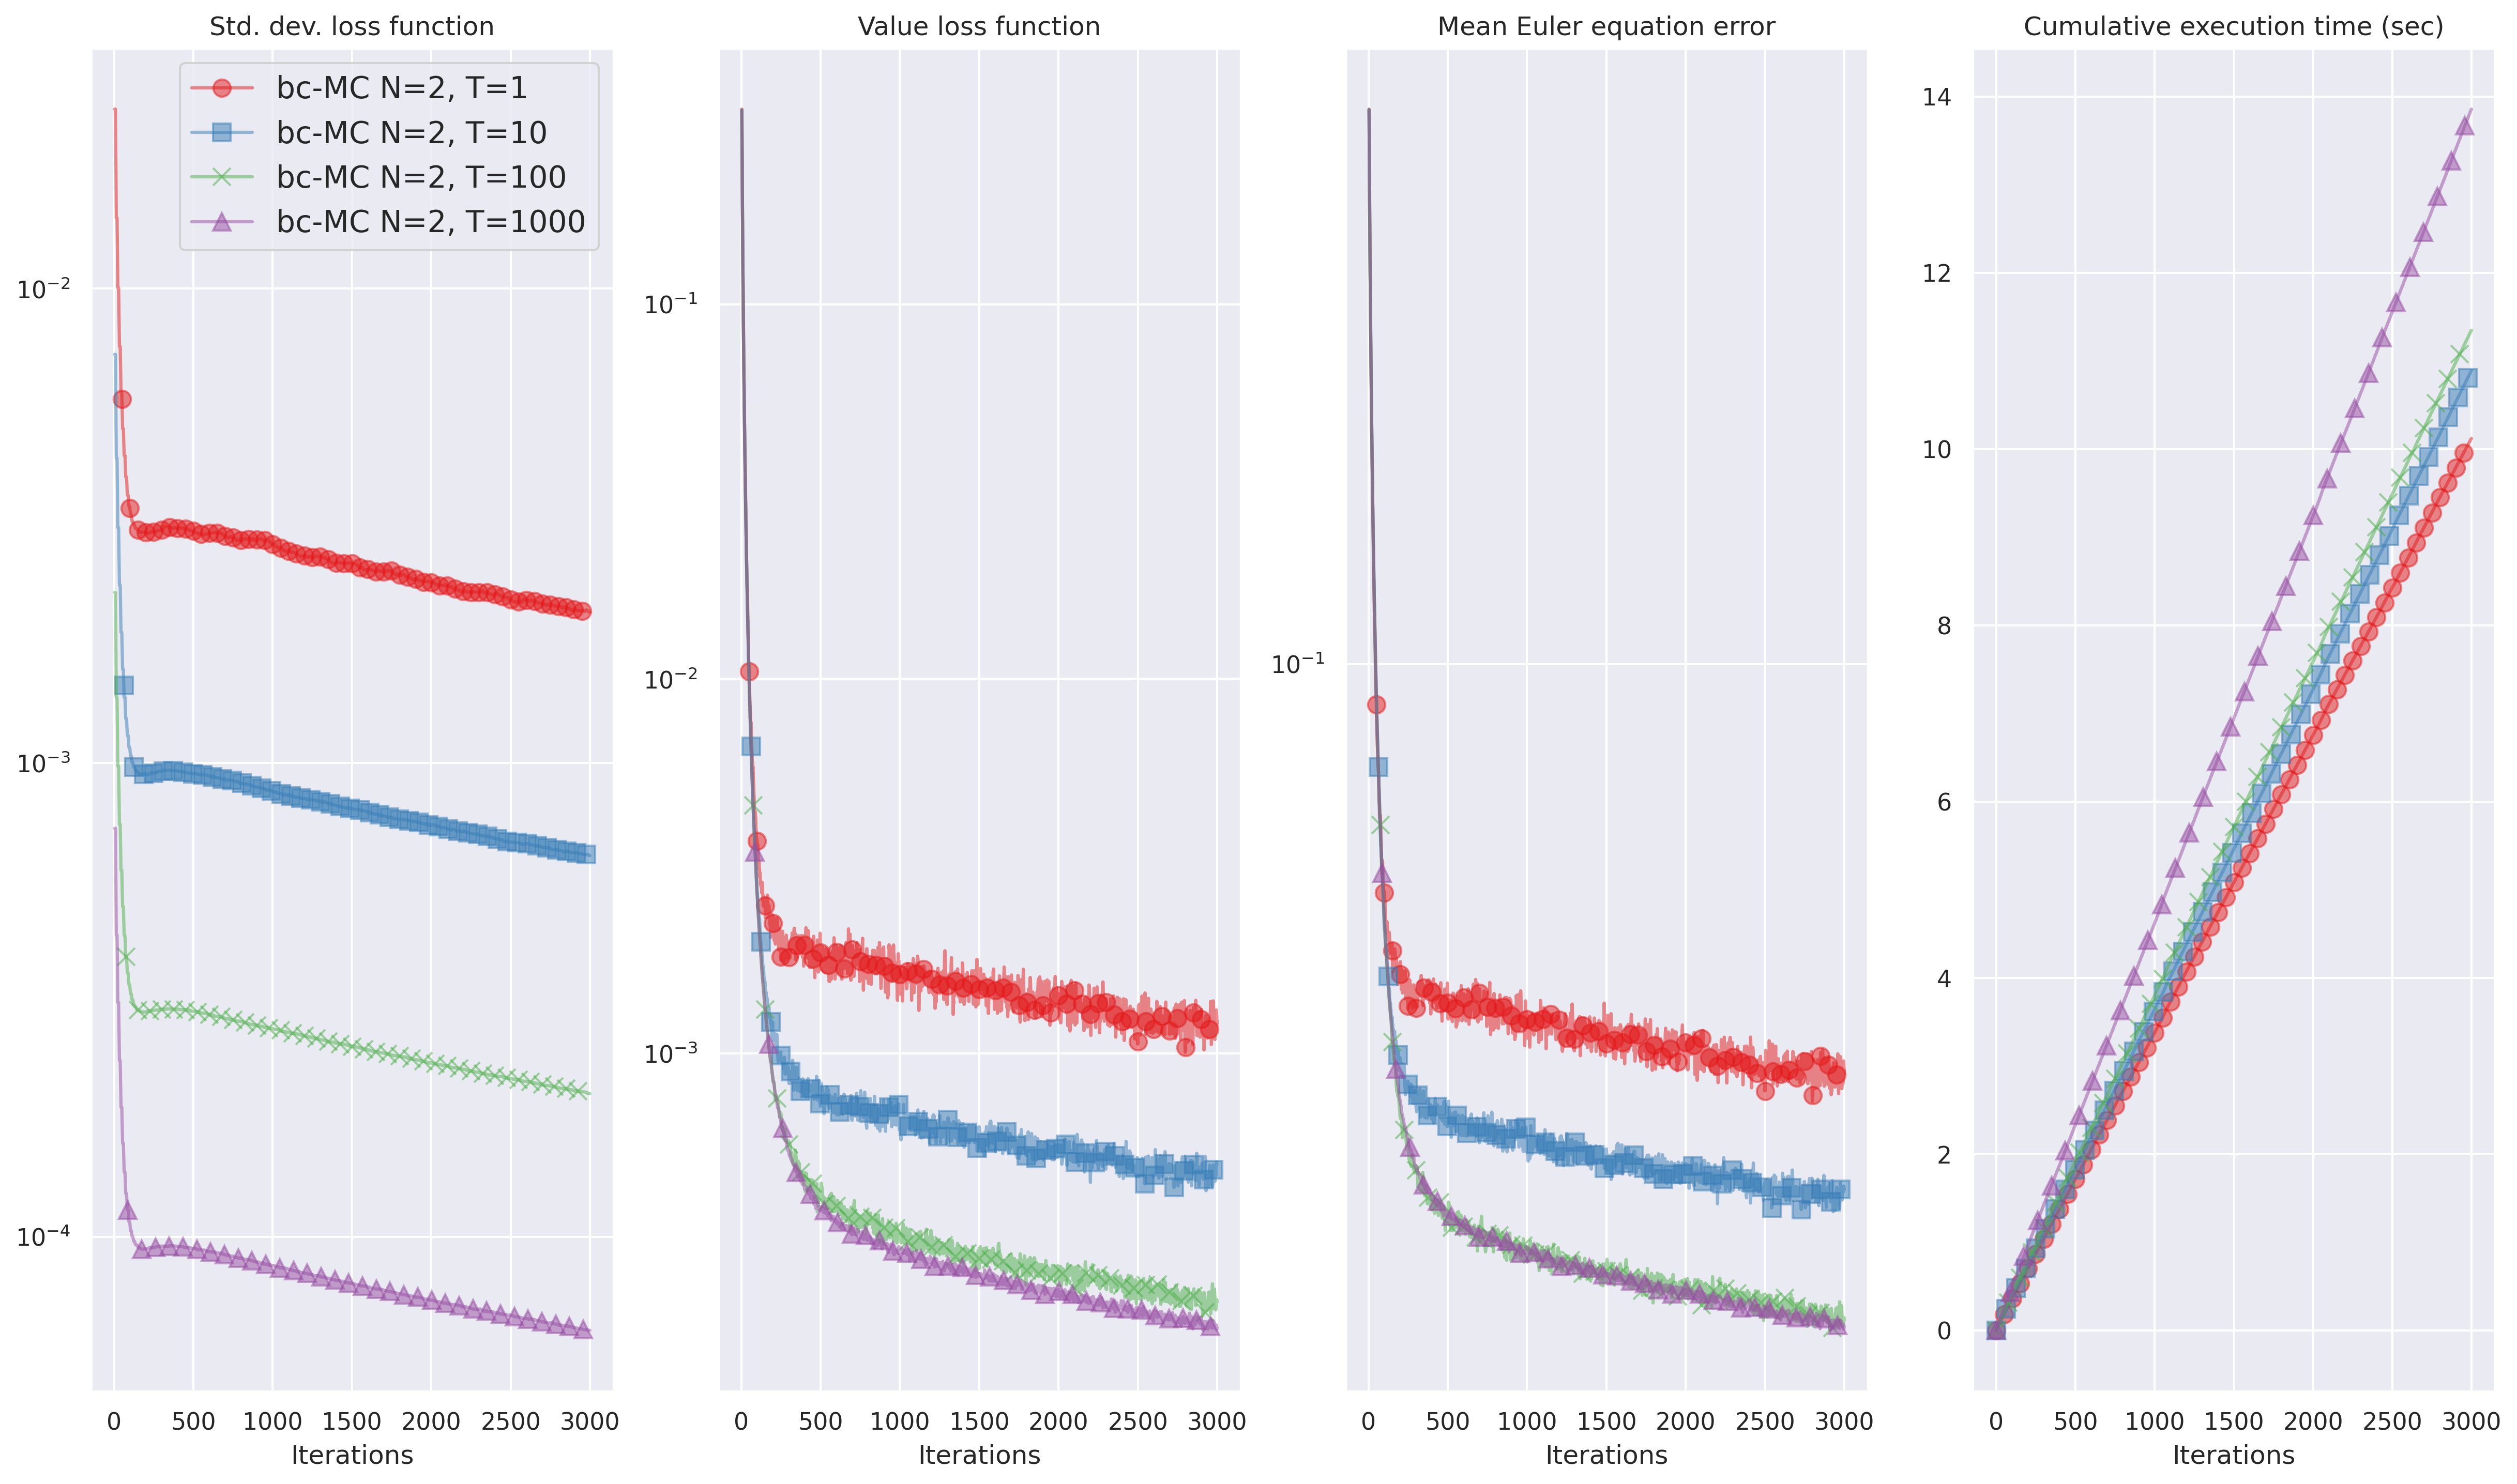 Std. dev. loss function
bc-MC N=2, T=1
bc-MC N=2, T=10
bc-MC N=2, T=100
bc-MC N=2, T=1000
10⁻²
10⁻³
10⁻⁴
0 500 1000 1500 2000 2500 3000
Iterations
Value loss function
10⁻¹
10⁻²
10⁻³
0 500 1000 1500 2000 2500 3000
Iterations
Mean Euler equation error
10⁻¹
0 500 1000 1500 2000 2500 3000
Iterations
Cumulative execution time (sec)
14
12
10
8
6
4
2
0
0 500 1000 1500 2000 2500 3000
Iterations